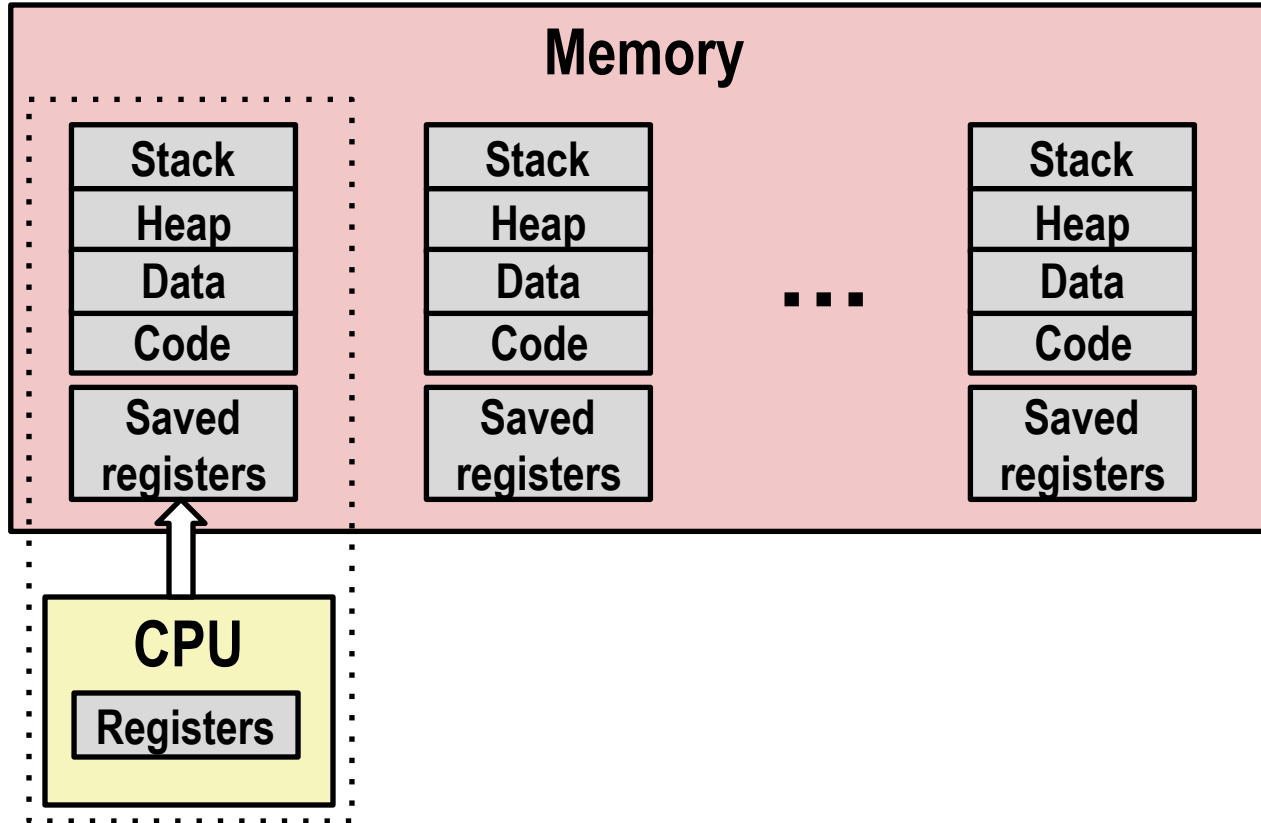 Memory
Stack
Heap
Data
Code
Saved
registers
Stack
Heap
Data
Code
Saved
registers
...
Stack
Heap
Data
Code
Saved
registers
CPU
Registers